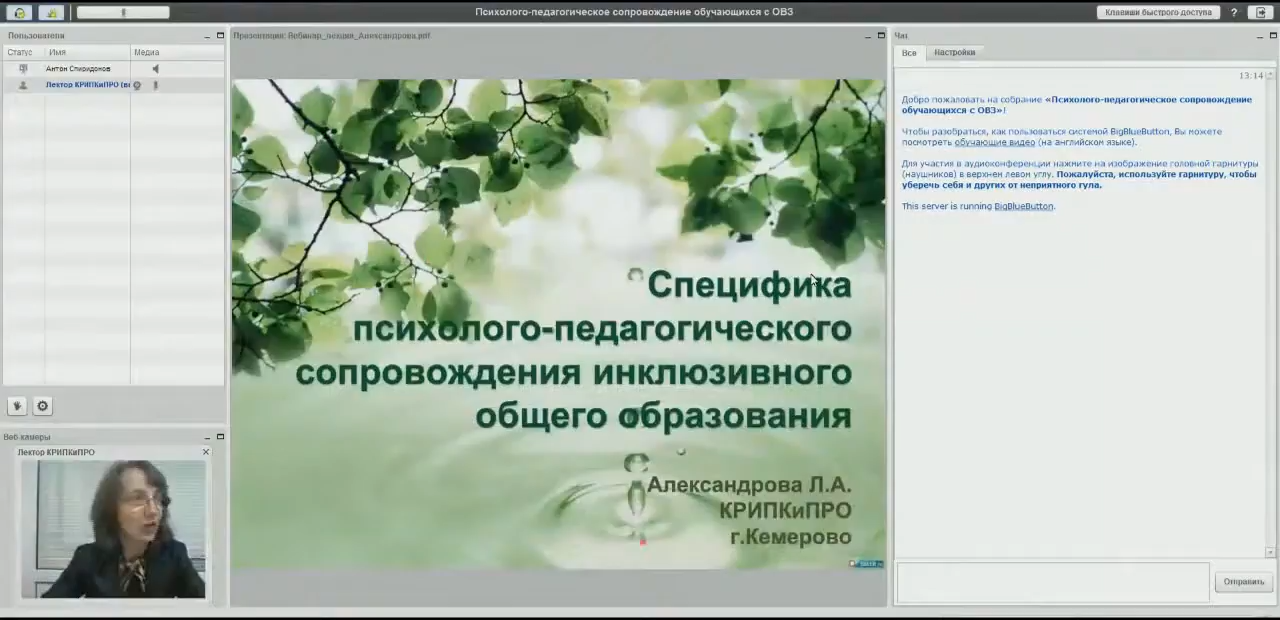 Психолого-педагогическое сопровождение обучающихся с ОВЗ
Клавиши быстрого доступа
?
Пользователи
Статус Имя Медиа
Антон Спиридонов
Лектор КРИПКиПРО
Веб камеры
Лектор КРИПКиПРО
Презентация: Вебинар_лекция_Александрова.pdf
Специфика
психолого-педагогического
сопровождения инклюзивного
общего образования
Александрова Л.А.
КРИПКиПРО
г.Кемерово
Чат
Все Настройки
13:14
Добро пожаловать на собрание «Психолого-педагогическое сопровождение
обучающихся с ОВЗ»!
Чтобы разобраться, как пользоваться системой BigBlueButton, Вы можете
посмотреть обучающие видео (на английском языке).
Для участия в аудиоконференции нажмите на изображение головной гарнитуры
(наушников) в верхнем левом углу. Пожалуйста, используйте гарнитуру, чтобы
уберечь себя и других от неприятного гула.
This server is running BigBlueButton.
Отправить